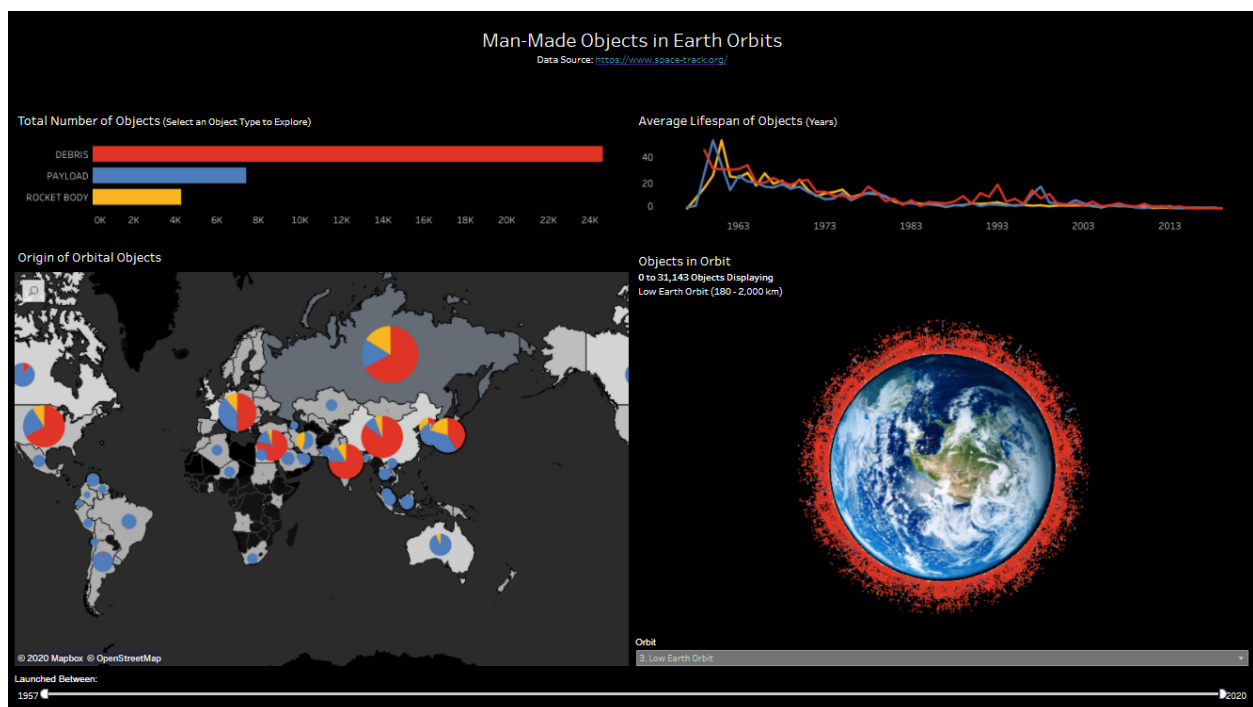 Man-Made Objects in Earth Orbits
Data Source: https://www.space-track.org/
Total Number of Objects (Select an Object Type to Explore)
DEBRIS
PAYLOAD
ROCKET BODY
0K 2K 4K 6K 8K 10K 12K 14K 16K 18K 20K 22K 24K
Average Lifespan of Objects (Years)
40
20
0
1963 1973 1983 1993 2003 2013
Origin of Orbital Objects
© 2020 Mapbox © OpenStreetMap
Objects in Orbit
0 to 31,143 Objects Displaying
Low Earth Orbit (180 - 2,000 km)
Orbit
3. Low Earth Orbit
Launched Between:
1957 2020